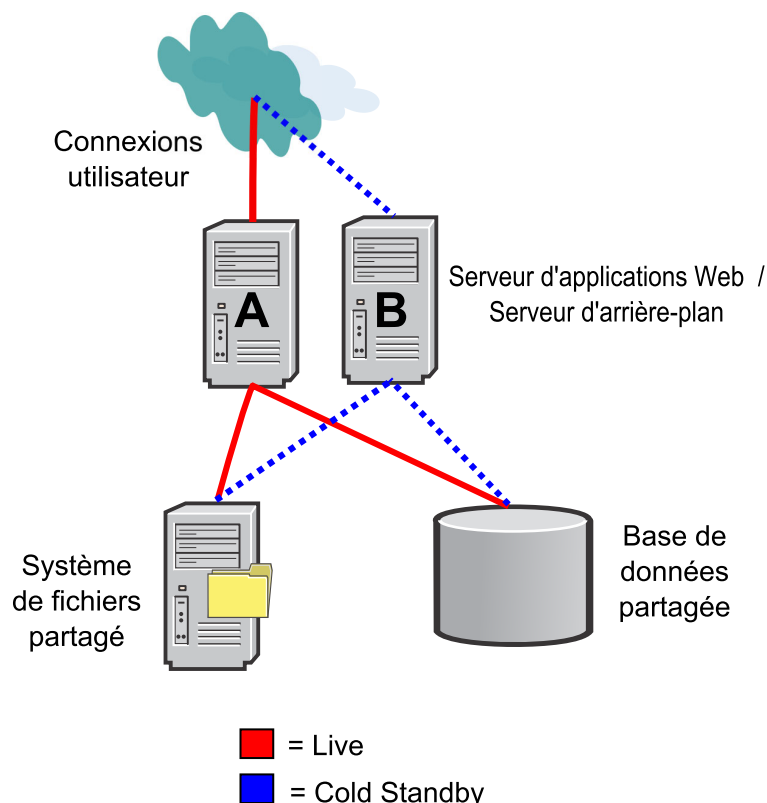 Connexions
utilisateur
A
B
Serveur d'applications Web /
Serveur d'arrière-plan
Système
de fichiers
partagé
Base de
données
partagée
= Live
= Cold Standby